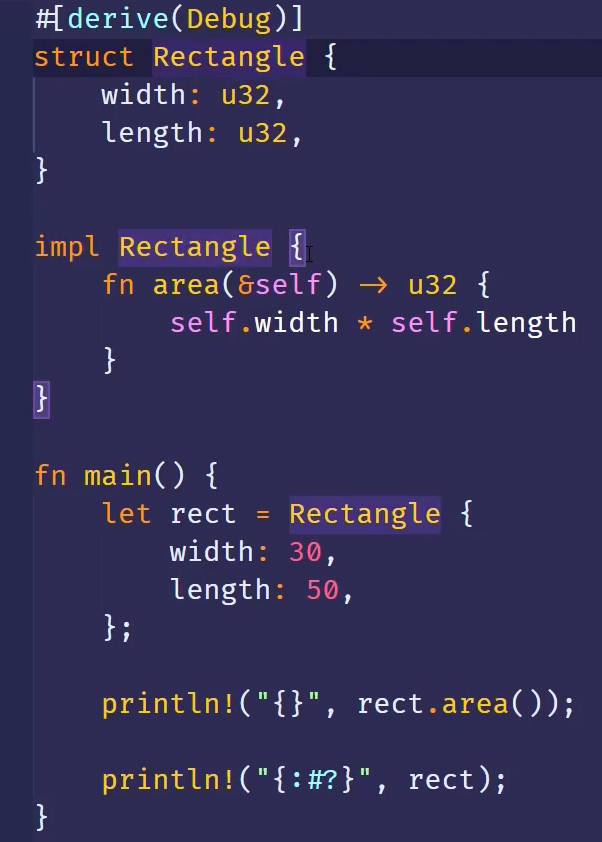 #[derive(Debug)]
struct Rectangle {
    width: u32,
    length: u32,
}

impl Rectangle {
    fn area(&self) -> u32 {
        self.width * self.length
    }
}

fn main() {
    let rect = Rectangle {
        width: 30,
        length: 50,
    };

    println!("{}", rect.area());

    println!("{:#?}", rect);
}